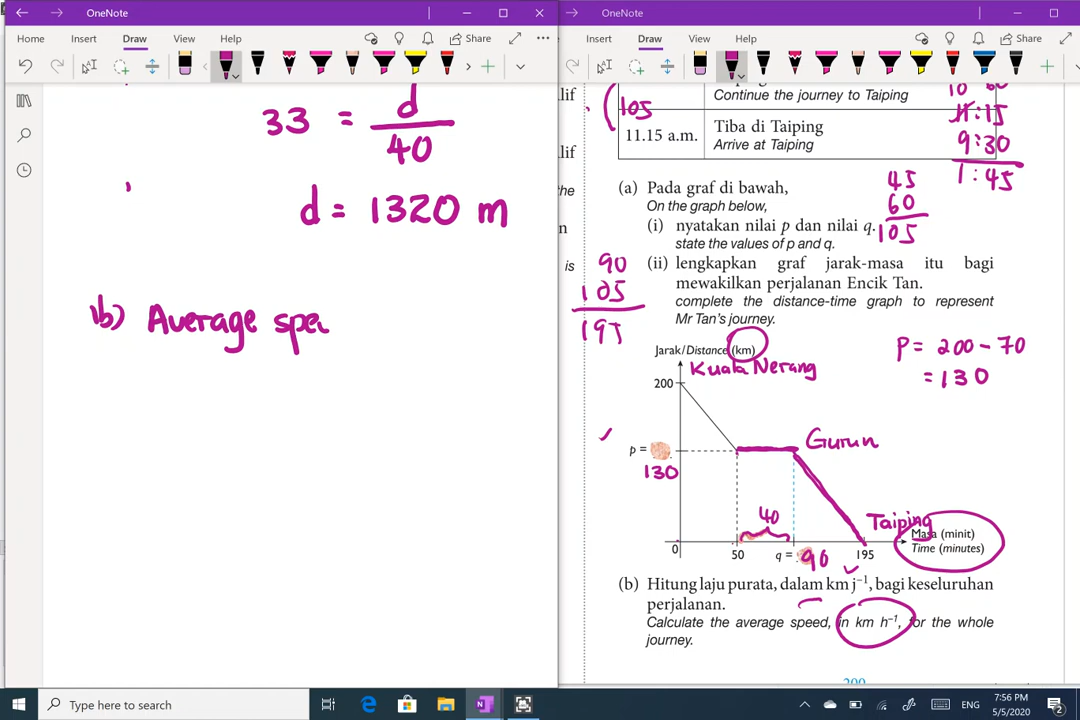 OneNote
Home Insert Draw View Help Share
33 = d
40
d = 1320 m
b) Average spe
Type here to search
OneNote
Insert Draw View Help Share
Continue the journey to Taiping
11.15 a.m. Tiba di Taiping
Arrive at Taiping
105
11:15
9:30
1:45
(a) Pada graf di bawah,
On the graph below,
(i) nyatakan nilai p dan nilai q.
state the values of p and q.
45
60
105
(ii) lengkapkan graf jarak-masa itu bagi
mewakilkan perjalanan Encik Tan.
complete the distance-time graph to represent
Mr Tan's journey.
90
105
195
Jarak/Distance (km)
Kuala Nerang
P = 200 - 70
= 130
200
Gurun
p =
130
40
Taiping
Masa (minit)
Time (minutes)
0 50 q = 90 195
(b) Hitung laju purata, dalam km j⁻¹, bagi keseluruhan
perjalanan.
Calculate the average speed, in km h⁻¹, for the whole
journey.
ENG
7:56 PM
5/5/2020
2